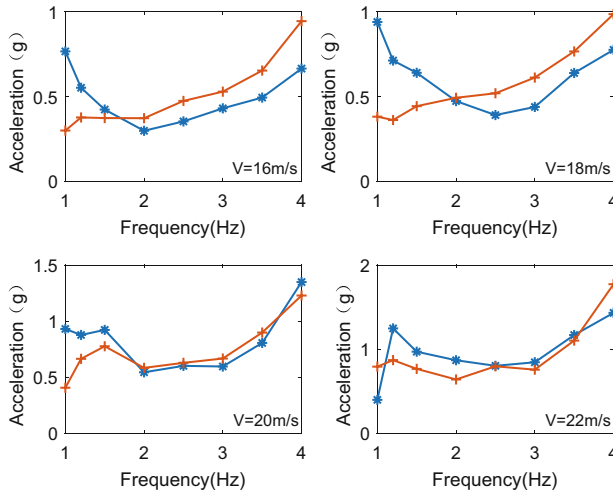 1
0.5
0
Acceleration（g）
1 2 3 4
Frequency(Hz)
V=16m/s
1
0.5
0
Acceleration（g）
1 2 3 4
Frequency(Hz)
V=18m/s
1.5
1
0.5
0
Acceleration（g）
1 2 3 4
Frequency(Hz)
V=20m/s
2
1
0
Acceleration（g）
1 2 3 4
Frequency(Hz)
V=22m/s